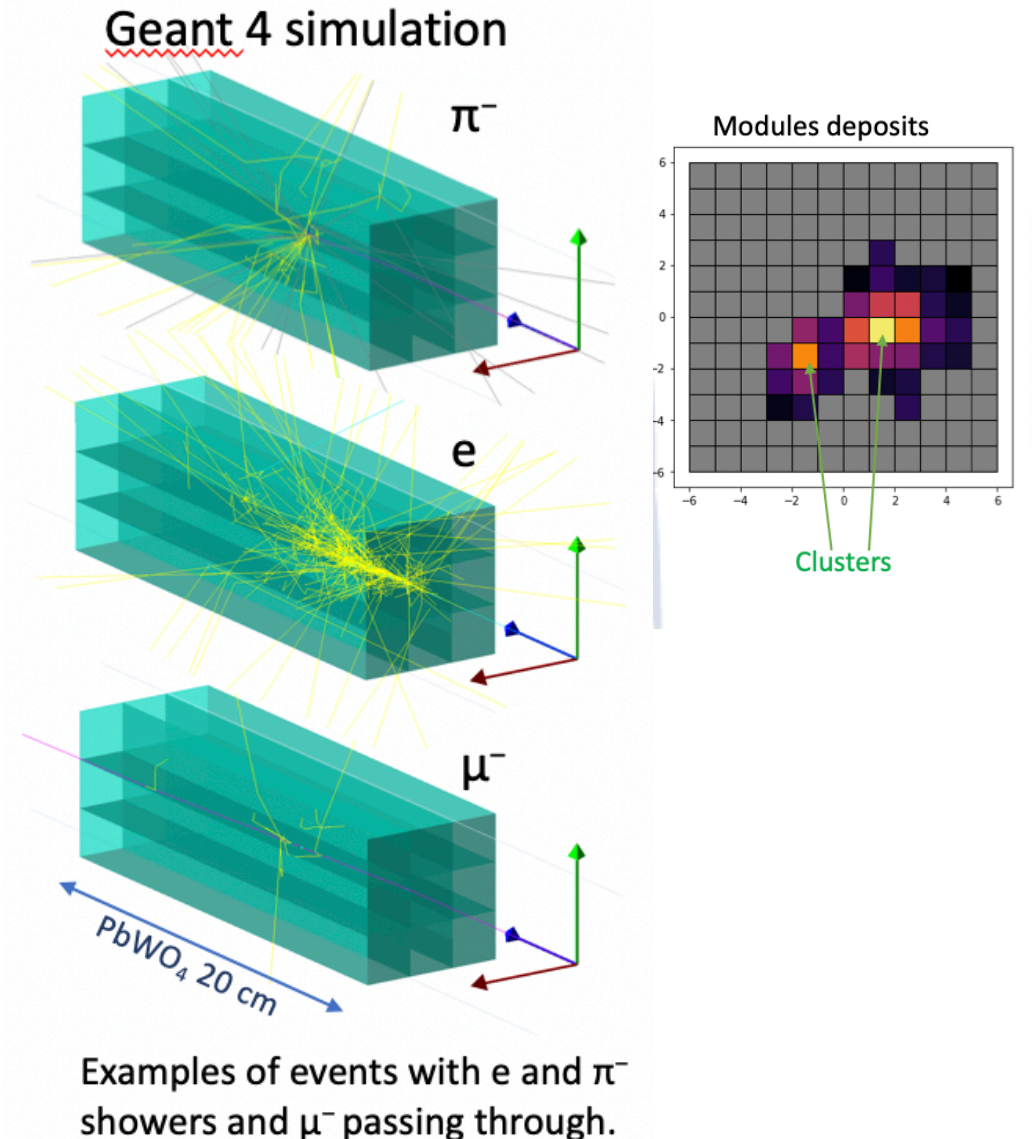 Geant 4 simulation
π⁻
e
μ⁻
PbWO₄ 20 cm
Examples of events with e and π⁻
showers and μ⁻ passing through.
Modules deposits
6
4
2
0
-2
-4
-6
−6
−4
−2
0
2
4
6
Clusters